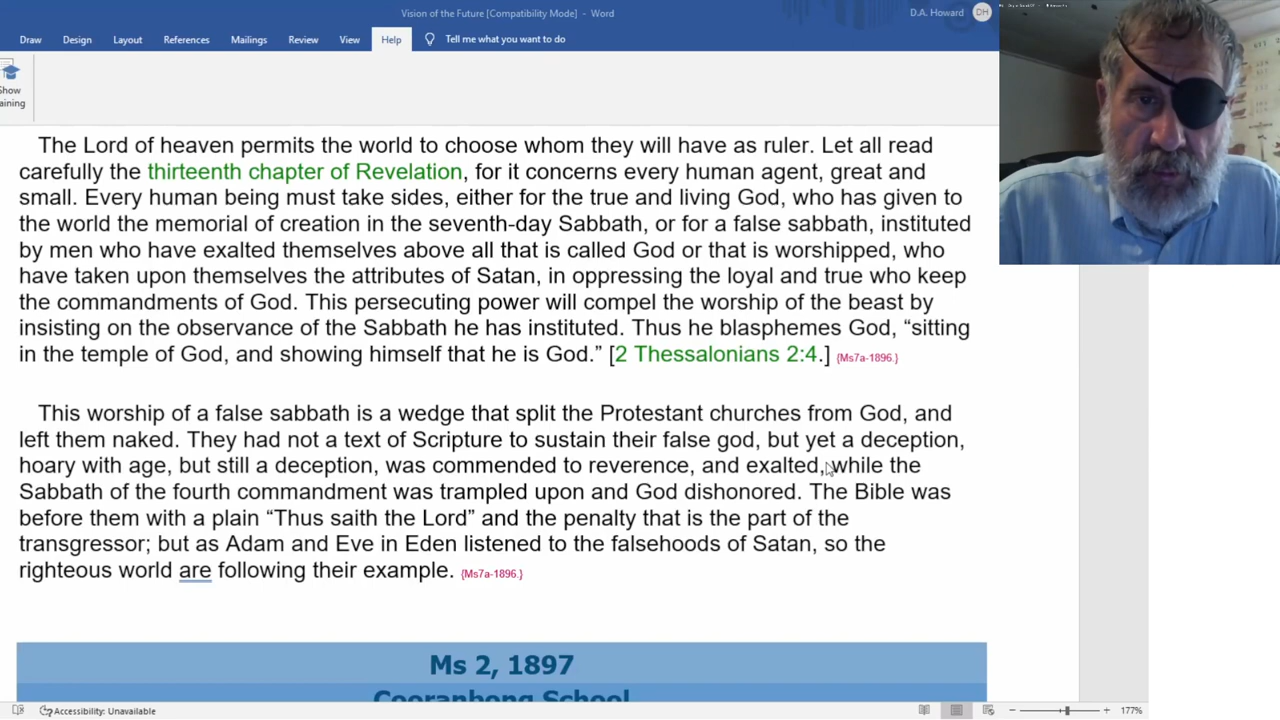 Vision of the Future [Compatibility Mode] - Word
D.A. Howard DH
Draw Design Layout References Mailings Review View Help Tell me what you want to do
Show
aining
The Lord of heaven permits the world to choose whom they will have as ruler. Let all read
carefully the thirteenth chapter of Revelation, for it concerns every human agent, great and
small. Every human being must take sides, either for the true and living God, who has given to
the world the memorial of creation in the seventh-day Sabbath, or for a false sabbath, instituted
by men who have exalted themselves above all that is called God or that is worshipped, who
have taken upon themselves the attributes of Satan, in oppressing the loyal and true who keep
the commandments of God. This persecuting power will compel the worship of the beast by
insisting on the observance of the Sabbath he has instituted. Thus he blasphemes God, “sitting
in the temple of God, and showing himself that he is God.” [2 Thessalonians 2:4.] {Ms7a-1896.}
This worship of a false sabbath is a wedge that split the Protestant churches from God, and
left them naked. They had not a text of Scripture to sustain their false god, but yet a deception,
hoary with age, but still a deception, was commended to reverence, and exalted, while the
Sabbath of the fourth commandment was trampled upon and God dishonored. The Bible was
before them with a plain “Thus saith the Lord” and the penalty that is the part of the
transgressor; but as Adam and Eve in Eden listened to the falsehoods of Satan, so the
righteous world are following their example. {Ms7a-1896.}
Ms 2, 1897
Cooranbong School
Accessibility: Unavailable
177%